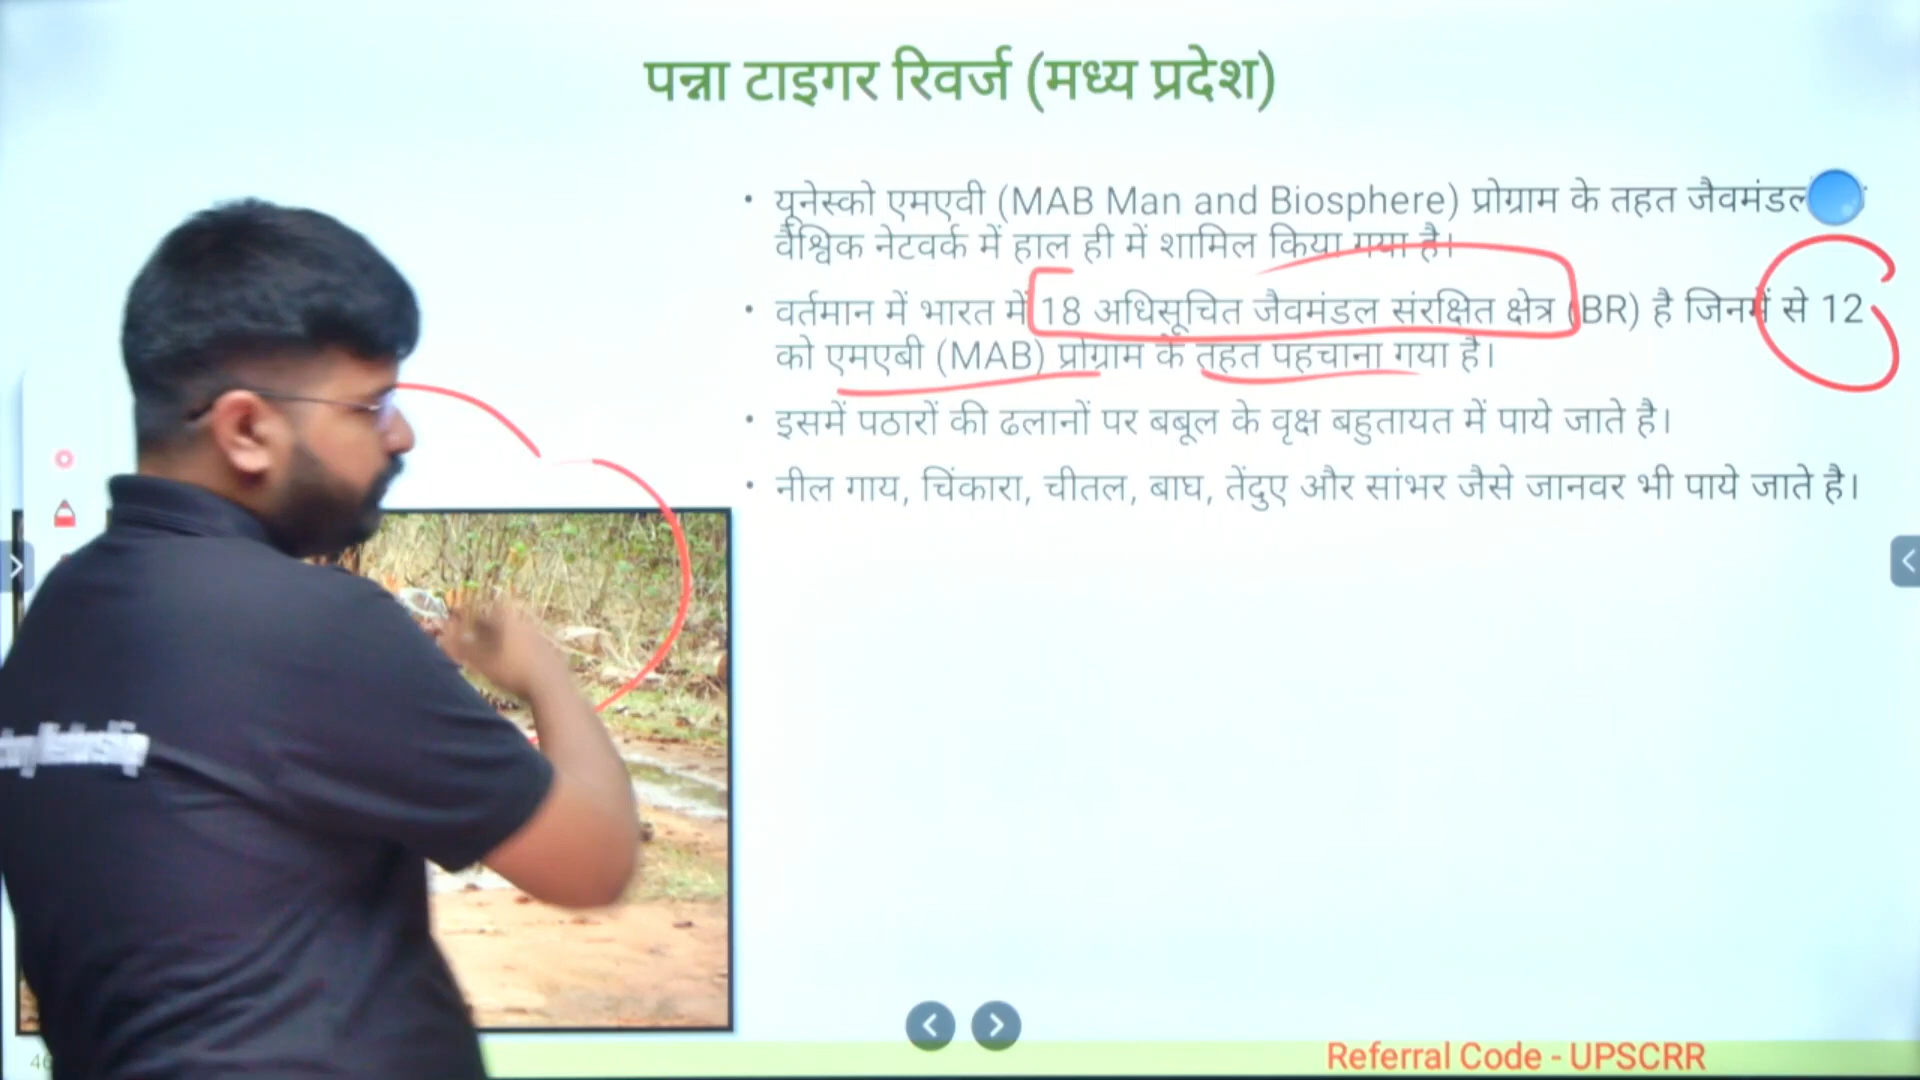 पन्ना टाइगर रिवर्ज (मध्य प्रदेश)
• यूनेस्को एमएवी (MAB Man and Biosphere) प्रोग्राम के तहत जैवमंडल
वैश्विक नेटवर्क में हाल ही में शामिल किया गया है।
• वर्तमान में भारत में 18 अधिसूचित जैवमंडल संरक्षित क्षेत्र (BR) है जिनमें से 12
को एमएबी (MAB) प्रोग्राम के तहत पहचाना गया है।
• इसमें पठारों की ढलानों पर बबूल के वृक्ष बहुतायत में पाये जाते है।
• नील गाय, चिंकारा, चीतल, बाघ, तेंदुए और सांभर जैसे जानवर भी पाये जाते है।
Referral Code - UPSCRR